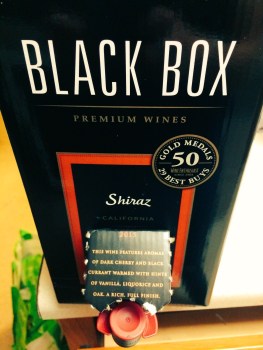 BLACK BOX
PREMIUM WINES
GOLD MEDALS
50
29 BEST BUYS
Shiraz
CALIFORNIA
THIS WINE FEATURES AROMAS
OF DARK CHERRY AND BLACK
CURRANT WARMED WITH HINTS
OF VANILLA, LIQUORICE AND
OAK. A RICH, FULL FINISH.